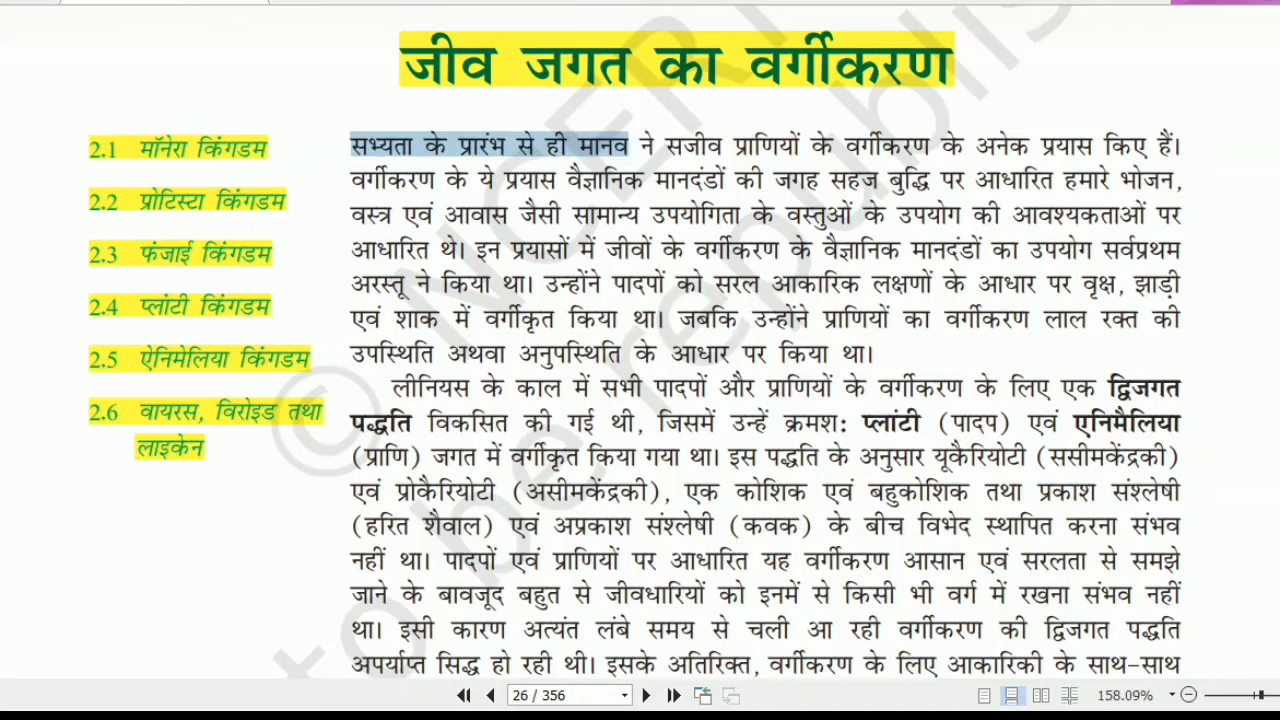 जीव जगत का वर्गीकरण
2.1 मॉनेरा किंगडम
2.2 प्रोटिस्टा किंगडम
2.3 फंजाई किंगडम
2.4 प्लांटी किंगडम
2.5 ऐनिमेलिया किंगडम
2.6 वायरस, विरोइड तथा
लाइकेन
सभ्यता के प्रारंभ से ही मानव ने सजीव प्राणियों के वर्गीकरण के अनेक प्रयास किए हैं।
वर्गीकरण के ये प्रयास वैज्ञानिक मानदंडों की जगह सहज बुद्धि पर आधारित हमारे भोजन,
वस्त्र एवं आवास जैसी सामान्य उपयोगिता के वस्तुओं के उपयोग की आवश्यकताओं पर
आधारित थे। इन प्रयासों में जीवों के वर्गीकरण के वैज्ञानिक मानदंडों का उपयोग सर्वप्रथम
अरस्तू ने किया था। उन्होंने पादपों को सरल आकारिक लक्षणों के आधार पर वृक्ष, झाड़ी
एवं शाक में वर्गीकृत किया था। जबकि उन्होंने प्राणियों का वर्गीकरण लाल रक्त की
उपस्थिति अथवा अनुपस्थिति के आधार पर किया था।
लीनियस के काल में सभी पादपों और प्राणियों के वर्गीकरण के लिए एक द्विजगत
पद्धति विकसित की गई थी, जिसमें उन्हें क्रमश: प्लांटी (पादप) एवं एनिमैलिया
(प्राणि) जगत में वर्गीकृत किया गया था। इस पद्धति के अनुसार यूकैरियोटी (ससीमकेंद्रकी)
एवं प्रोकैरियोटी (असीमकेंद्रकी), एक कोशिक एवं बहुकोशिक तथा प्रकाश संश्लेषी
(हरित शैवाल) एवं अप्रकाश संश्लेषी (कवक) के बीच विभेद स्थापित करना संभव
नहीं था। पादपों एवं प्राणियों पर आधारित यह वर्गीकरण आसान एवं सरलता से समझे
जाने के बावजूद बहुत से जीवधारियों को इनमें से किसी भी वर्ग में रखना संभव नहीं
था। इसी कारण अत्यंत लंबे समय से चली आ रही वर्गीकरण की द्विजगत पद्धति
अपर्याप्त सिद्ध हो रही थी। इसके अतिरिक्त, वर्गीकरण के लिए आकारिकी के साथ-साथ
© NCERT
to be republis
26 / 356
158.09%